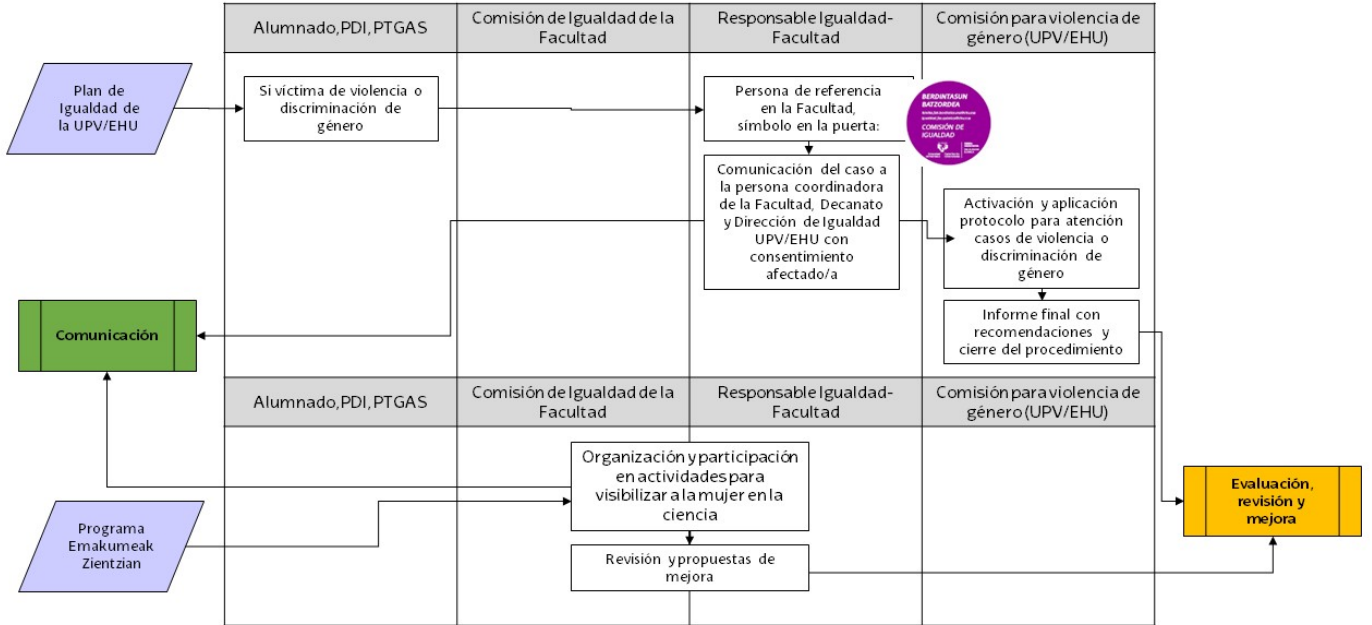 Alumnado, PDI, PTGAS
Comisión de Igualdad de la
Facultad
Responsable Igualdad-
Facultad
Comisión para violencia de
género (UPV/EHU)
Plan de
Igualdad de
la UPV/EHU
Si víctima de violencia o
discriminación de
género
Persona de referencia
en la Facultad,
símbolo en la puerta:
BERDINTASUN
BATZORDEA
COMISIÓN DE
IGUALDAD
Comunicación del caso a
la persona coordinadora
de la Facultad, Decanato
y Dirección de Igualdad
UPV/EHU con
consentimiento
afectado/a
Activación y aplicación
protocolo para atención
casos de violencia o
discriminación de
género
Informe final con
recomendaciones y
cierre del procedimiento
Comunicación
Alumnado, PDI, PTGAS
Comisión de Igualdad de la
Facultad
Responsable Igualdad-
Facultad
Comisión para violencia de
género (UPV/EHU)
Organización y participación
en actividades para
visibilizar a la mujer en la
ciencia
Programa
Emakumeak
Zientzian
Revisión y propuestas de
mejora
Evaluación,
revisión y
mejora